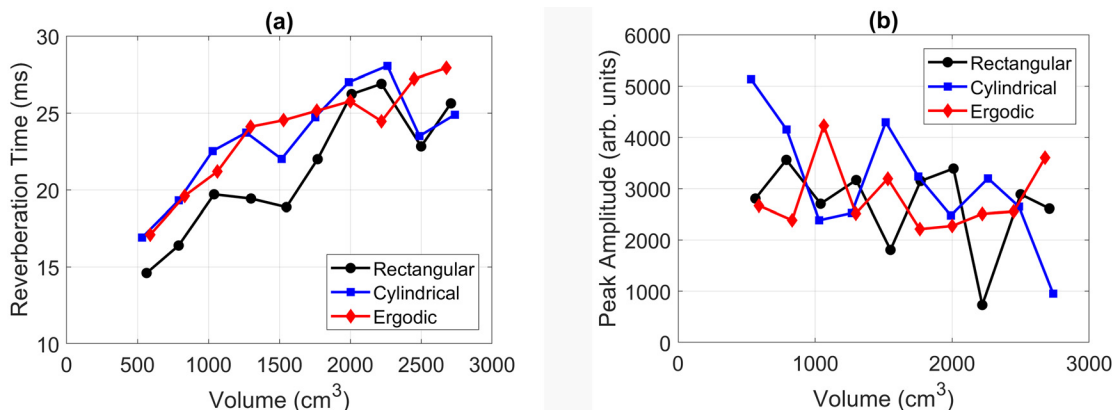 (a)
Reverberation Time (ms)
30
25
20
15
10
0
500
1000
1500
2000
2500
3000
Volume (cm³)
Rectangular
Cylindrical
Ergodic
(b)
Peak Amplitude (arb. units)
6000
5000
4000
3000
2000
1000
0
0
1000
2000
3000
Volume (cm³)
Rectangular
Cylindrical
Ergodic